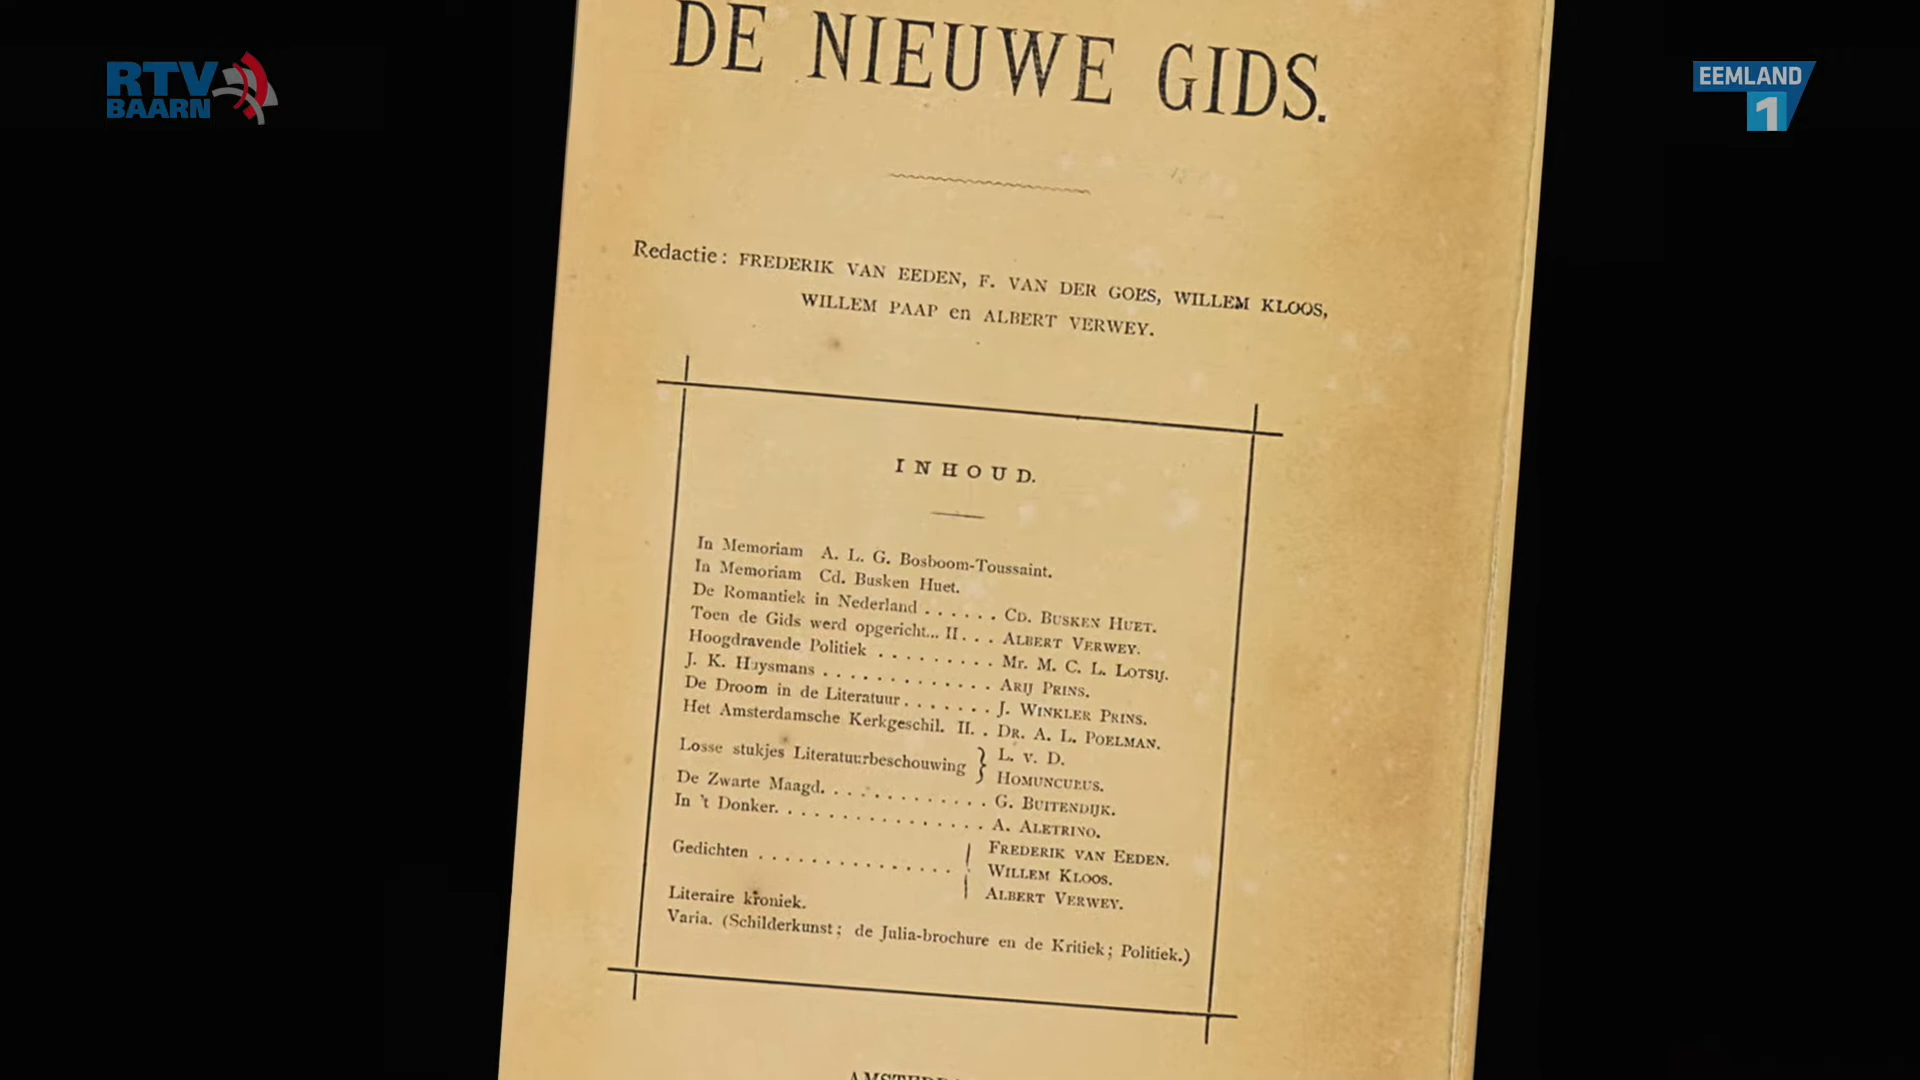 RTV
BAARN
EEMLAND
1
DE NIEUWE GIDS.
Redactie: FREDERIK VAN EEDEN, F. VAN DER GOES, WILLEM KLOOS,
WILLEM PAAP en ALBERT VERWEY.
INHOUD.
In Memoriam A. L. G. Bosboom-Toussaint.
In Memoriam Cd. Busken Huet.
De Romantiek in Nederland . . . . . . CD. BUSKEN HUET.
Toen de Gids werd opgericht... II . . . ALBERT VERWEY.
Hoogdravende Politiek . . . . . . . . . MR. M. C. L. LOTSIJ.
J. K. Huysmans . . . . . . . . . . . . . ARIJ PRINS.
De Droom in de Literatuur . . . . . . . J. WINKLER PRINS.
Het Amsterdamsche Kerkgeschil. II. . DR. A. L. POELMAN.
Losse stukjes Literatuurbeschouwing } L. v. D.
HOMUNCULUS.
De Zwarte Maagd. . . . . . . . . . . . . G. BUITENDIJK.
In 't Donker. . . . . . . . . . . . . . . . A. ALETRINO.
Gedichten . . . . . . . . . . . . . . . FREDERIK VAN EEDEN.
WILLEM KLOOS.
ALBERT VERWEY.
Literaire kroniek.
Varia. (Schilderkunst; de Julia-brochure en de Kritiek; Politiek.)